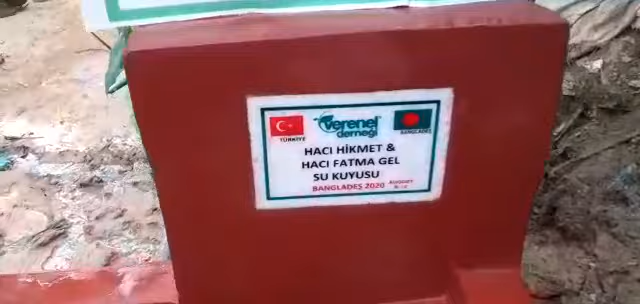 verenel
derneği
TÜRKİYE
BANGLADEŞ
HACI HİKMET &
HACI FATMA GEL
SU KUYUSU
BANGLADEŞ 2020